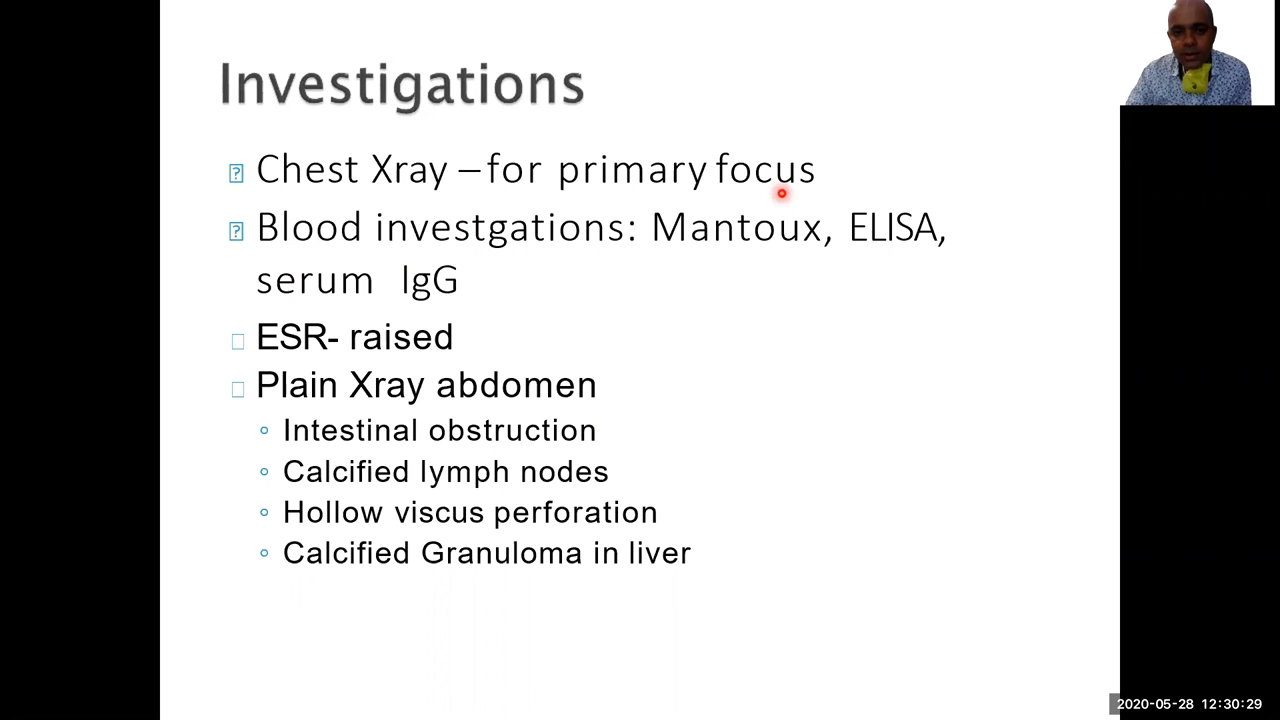 Investigations
Chest Xray – for primary focus
Blood investgations: Mantoux, ELISA,
serum IgG
ESR- raised
Plain Xray abdomen
Intestinal obstruction
Calcified lymph nodes
Hollow viscus perforation
Calcified Granuloma in liver
2020-05-28 12:30:29